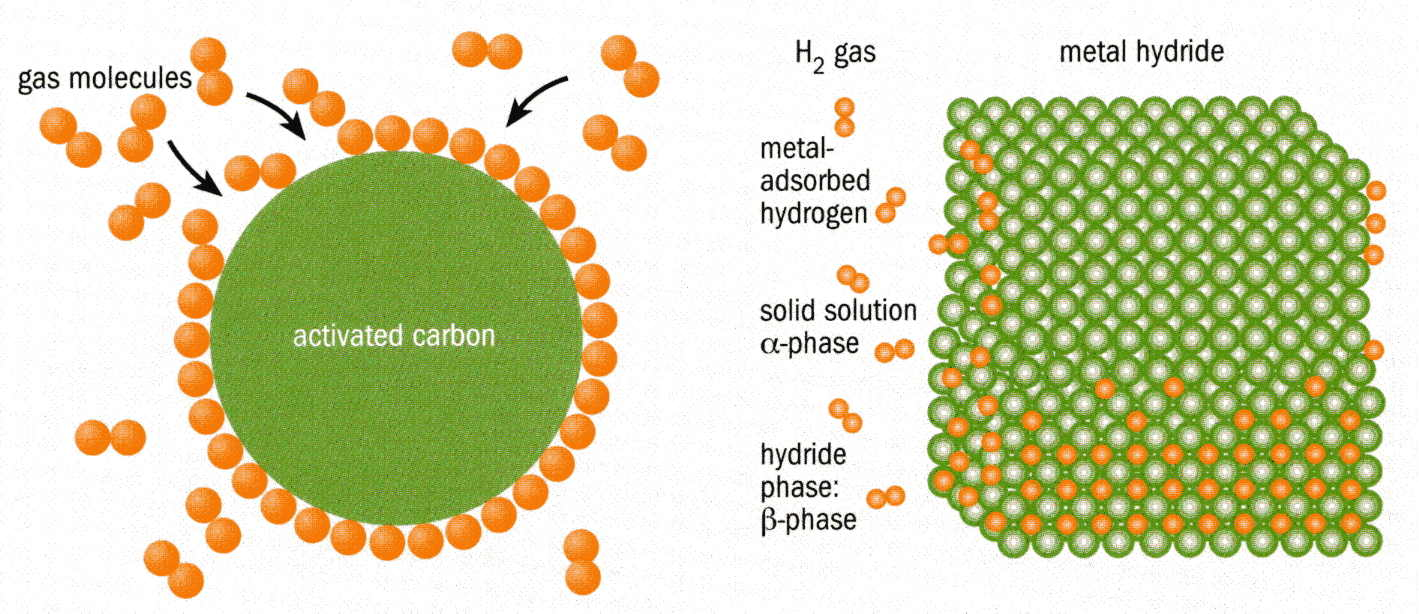 gas molecules
activated carbon
H₂ gas
metal hydride
metal-
adsorbed
hydrogen
solid solution
α-phase
hydride
phase:
β-phase